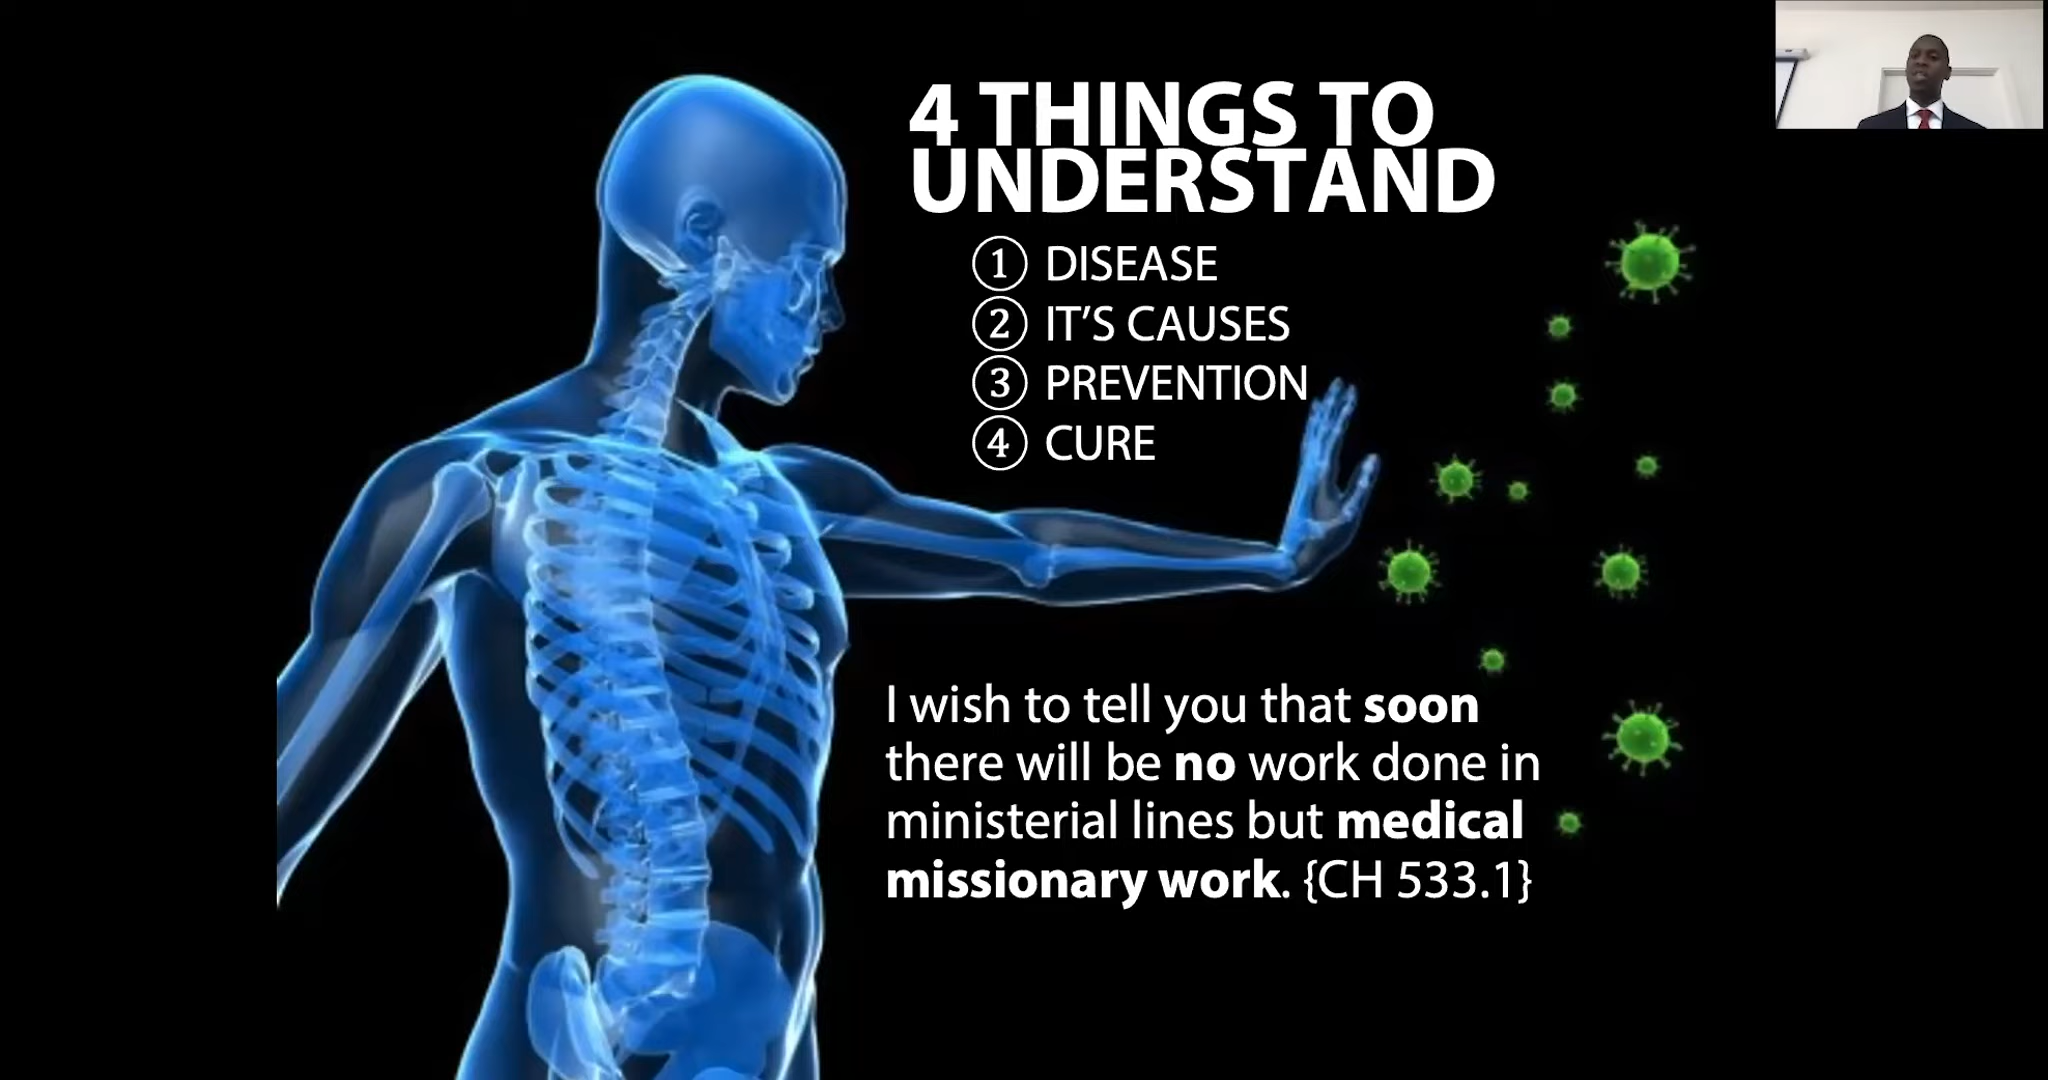 4 THINGS TO
UNDERSTAND
1 DISEASE
2 IT’S CAUSES
3 PREVENTION
4 CURE
I wish to tell you that soon
there will be no work done in
ministerial lines but medical
missionary work. {CH 533.1}